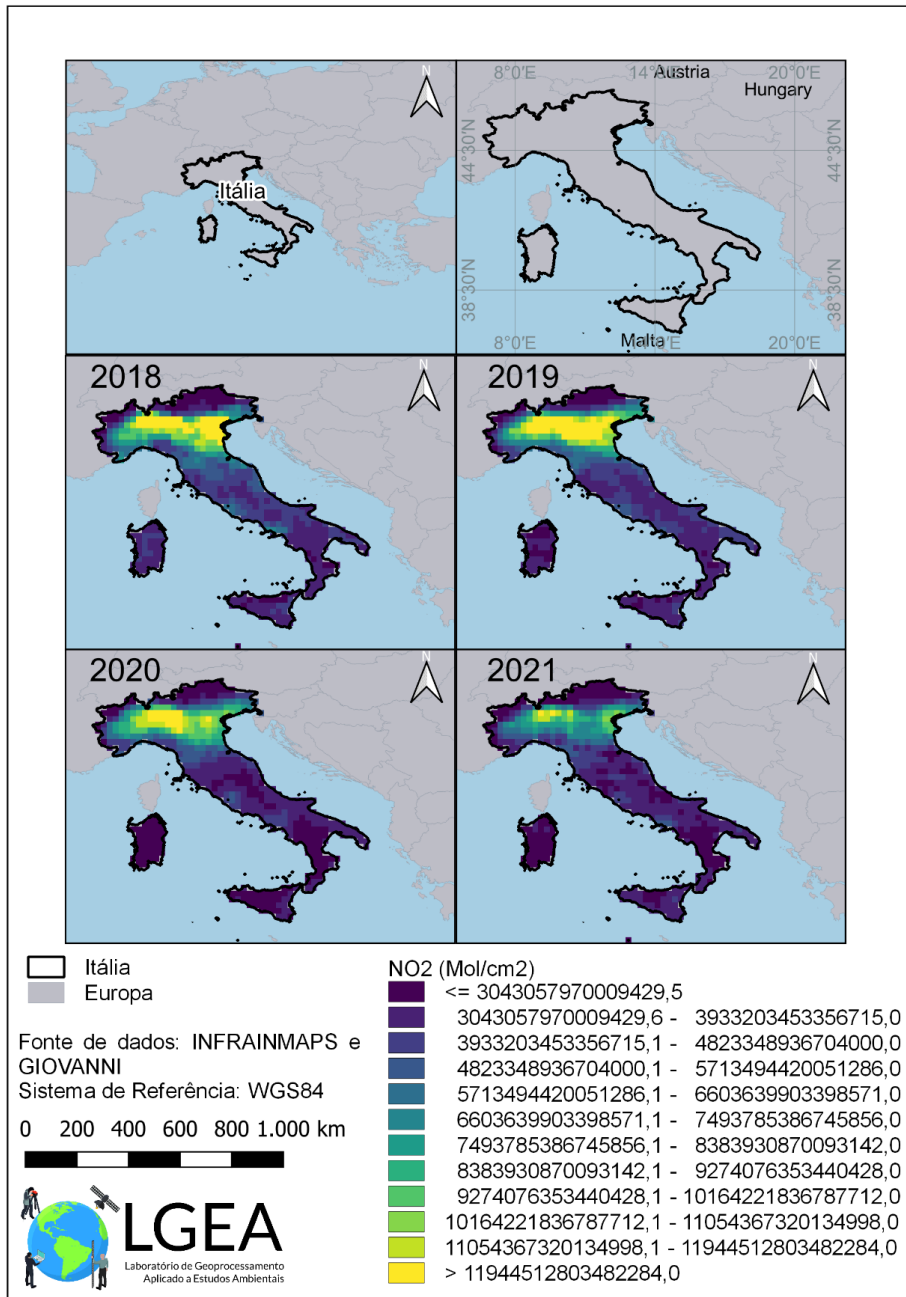 N
Itália
8°0'E 14°0'E 20°0'E
Austria
Hungary
44°30'N 44°30'N
38°30'N 38°30'N
Malta
8°0'E 14°0'E 20°0'E
2018
N
2019
N
2020
N
2021
N
Itália
Europa
Fonte de dados: INFRAINMAPS e
GIOVANNI
Sistema de Referência: WGS84
0 200 400 600 800 1.000 km
LGEA
Laboratório de Geoprocessamento
Aplicado a Estudos Ambientais
NO2 (Mol/cm2)
<= 3043057970009429,5
3043057970009429,6 - 3933203453356715,0
3933203453356715,1 - 4823348936704000,0
4823348936704000,1 - 5713494420051286,0
5713494420051286,1 - 6603639903398571,0
6603639903398571,1 - 7493785386745856,0
7493785386745856,1 - 8383930870093142,0
8383930870093142,1 - 9274076353440428,0
9274076353440428,1 - 10164221836787712,0
10164221836787712,1 - 11054367320134998,0
11054367320134998,1 - 11944512803482284,0
> 11944512803482284,0